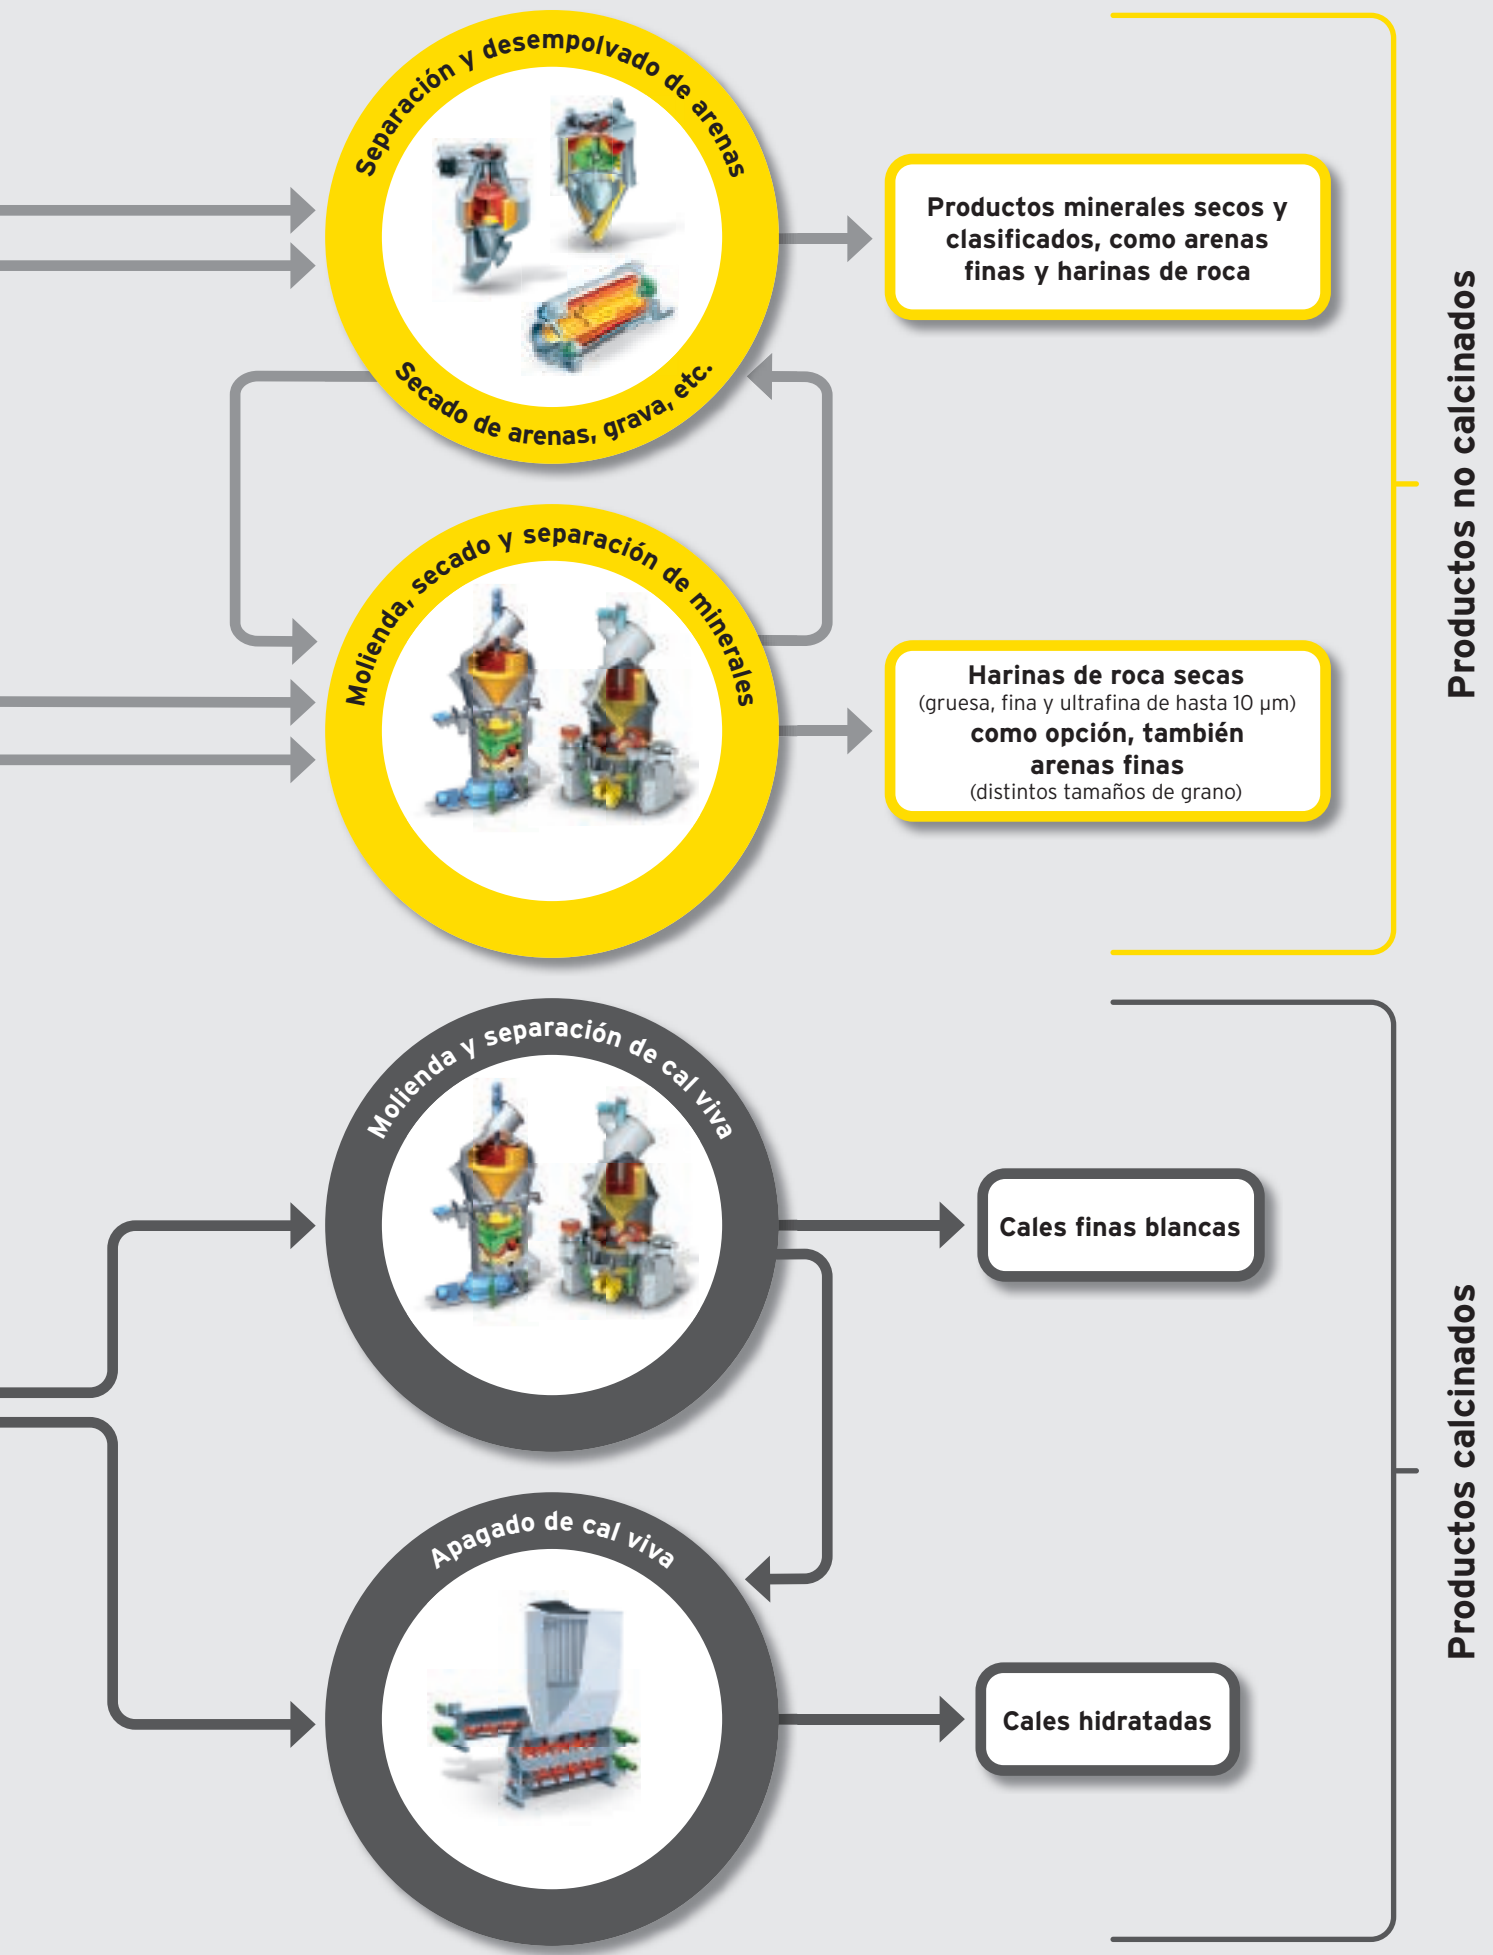 Separación y desempolvado de arenas
Secado de arenas, grava, etc.
Productos minerales secos y
clasificados, como arenas
finas y harinas de roca
Molienda, secado y separación de minerales
Harinas de roca secas
(gruesa, fina y ultrafina de hasta 10 µm)
como opción, también
arenas finas
(distintos tamaños de grano)
Productos no calcinados
Molienda y separación de cal viva
Cales finas blancas
Apagado de cal viva
Cales hidratadas
Productos calcinados